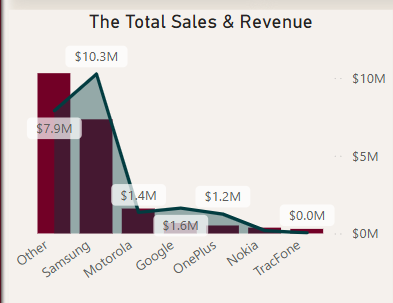 The Total Sales & Revenue
$10.3M
$10M
$7.9M
$5M
$1.4M
$1.2M
$1.6M
$0.0M
$0M
Other
Samsung
Motorola
Google
OnePlus
Nokia
TracFone